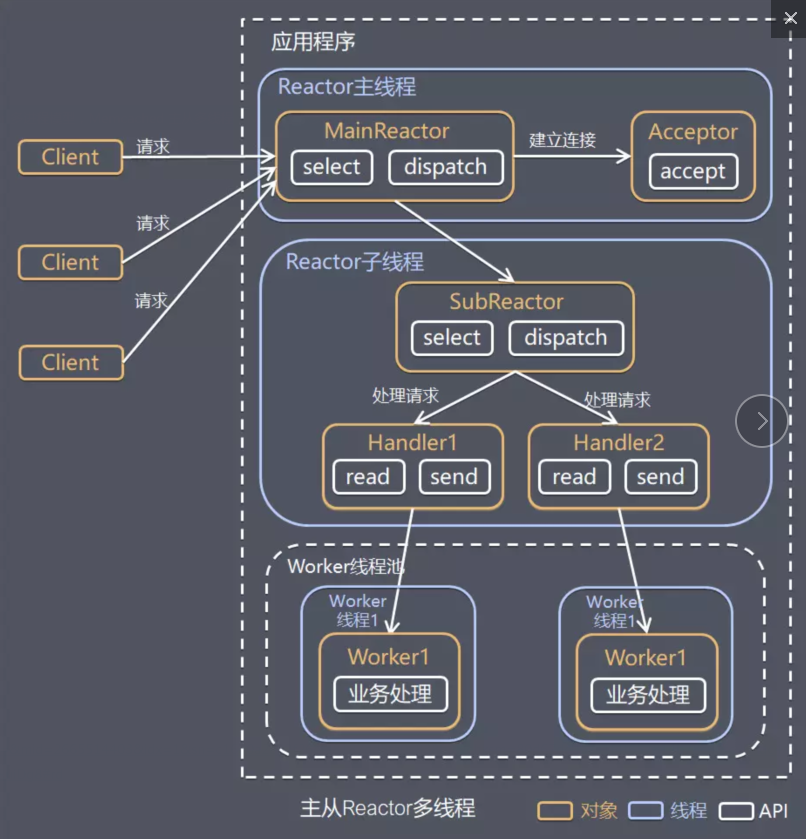 应用程序
Reactor主线程
MainReactor
select
dispatch
建立连接
Acceptor
accept
Client
请求
Client
请求
Client
请求
Reactor子线程
SubReactor
select
dispatch
处理请求
处理请求
Handler1
read
send
Handler2
read
send
Worker线程池
Worker
线程1
Worker1
业务处理
Worker
线程1
Worker1
业务处理
主从Reactor多线程
对象
线程
API